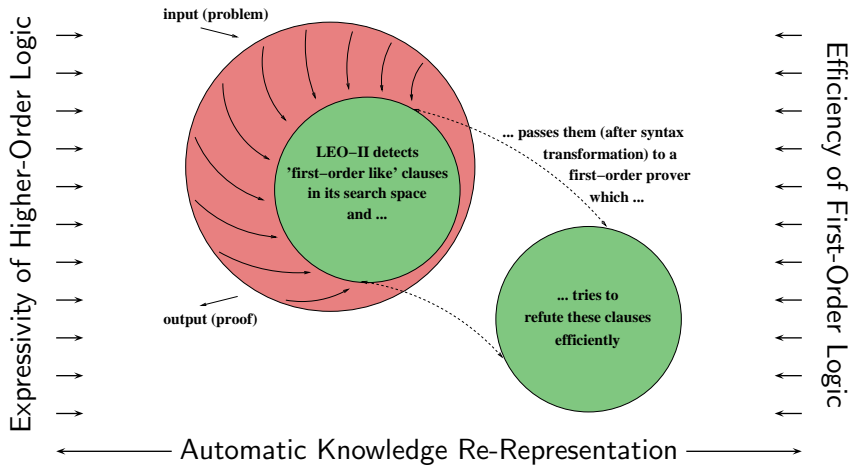 Expressivity of Higher-Order Logic
input (problem)
LEO−II detects
’first−order like’ clauses
in its search space
and ...
output (proof)
... passes them (after syntax
transformation) to a
first−order prover
which ...
... tries to
refute these clauses
efficiently
Efficiency of First-Order Logic
Automatic Knowledge Re-Representation